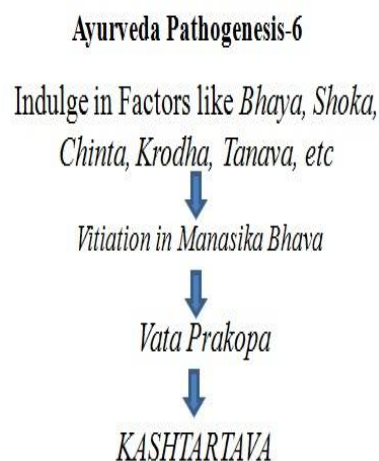 Ayurveda Pathogenesis-6
Indulge in Factors like Bhaya, Shoka,
Chinta, Krodha, Tanava, etc
Vitiation in Manasika Bhava
Vata Prakopa
KASHTARTAVA